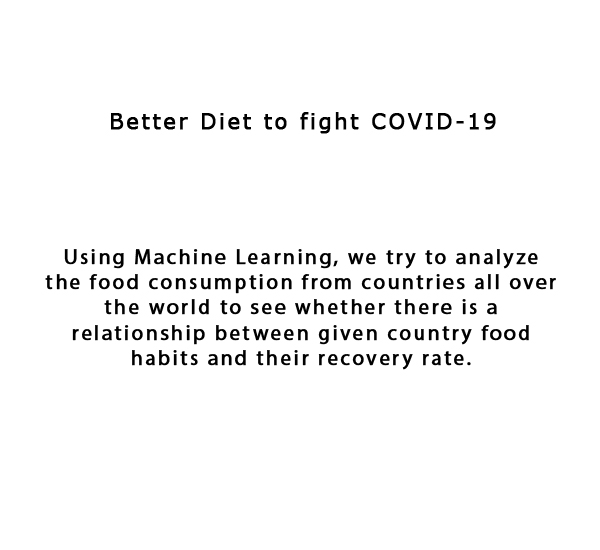 Better Diet to fight COVID-19
Using Machine Learning, we try to analyze
the food consumption from countries all over
the world to see whether there is a
relationship between given country food
habits and their recovery rate.